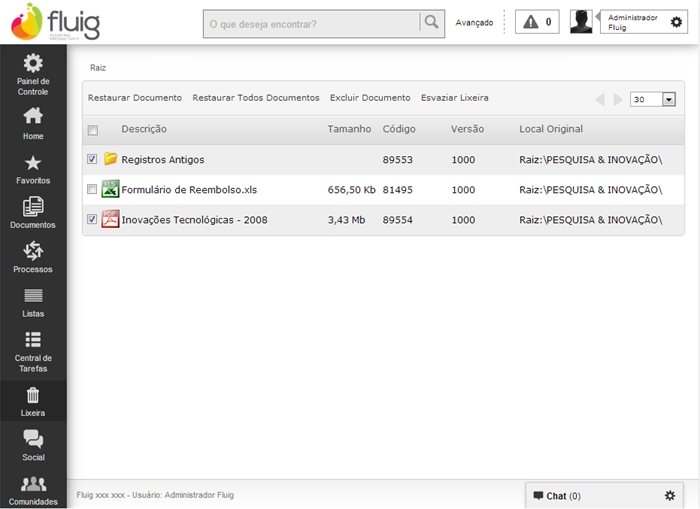 fluig
O que deseja encontrar?
Avançado
0
Administrador
Fluig
Painel de
Controle
Home
Favoritos
Documentos
Processos
Listas
Central de
Tarefas
Lixeira
Social
Comunidades
Raiz
Restaurar Documento Restaurar Todos Documentos Excluir Documento Esvaziar Lixeira 30
Descrição Tamanho Código Versão Local Original
Registros Antigos 89553 1000 Raiz:\PESQUISA & INOVAÇÃO\
Formulário de Reembolso.xls 656,50 Kb 81495 1000 Raiz:\PESQUISA & INOVAÇÃO\
Inovações Tecnológicas - 2008 3,43 Mb 89554 1000 Raiz:\PESQUISA & INOVAÇÃO\
Fluig xxx xxx - Usuário: Administrador Fluig
Chat (0)